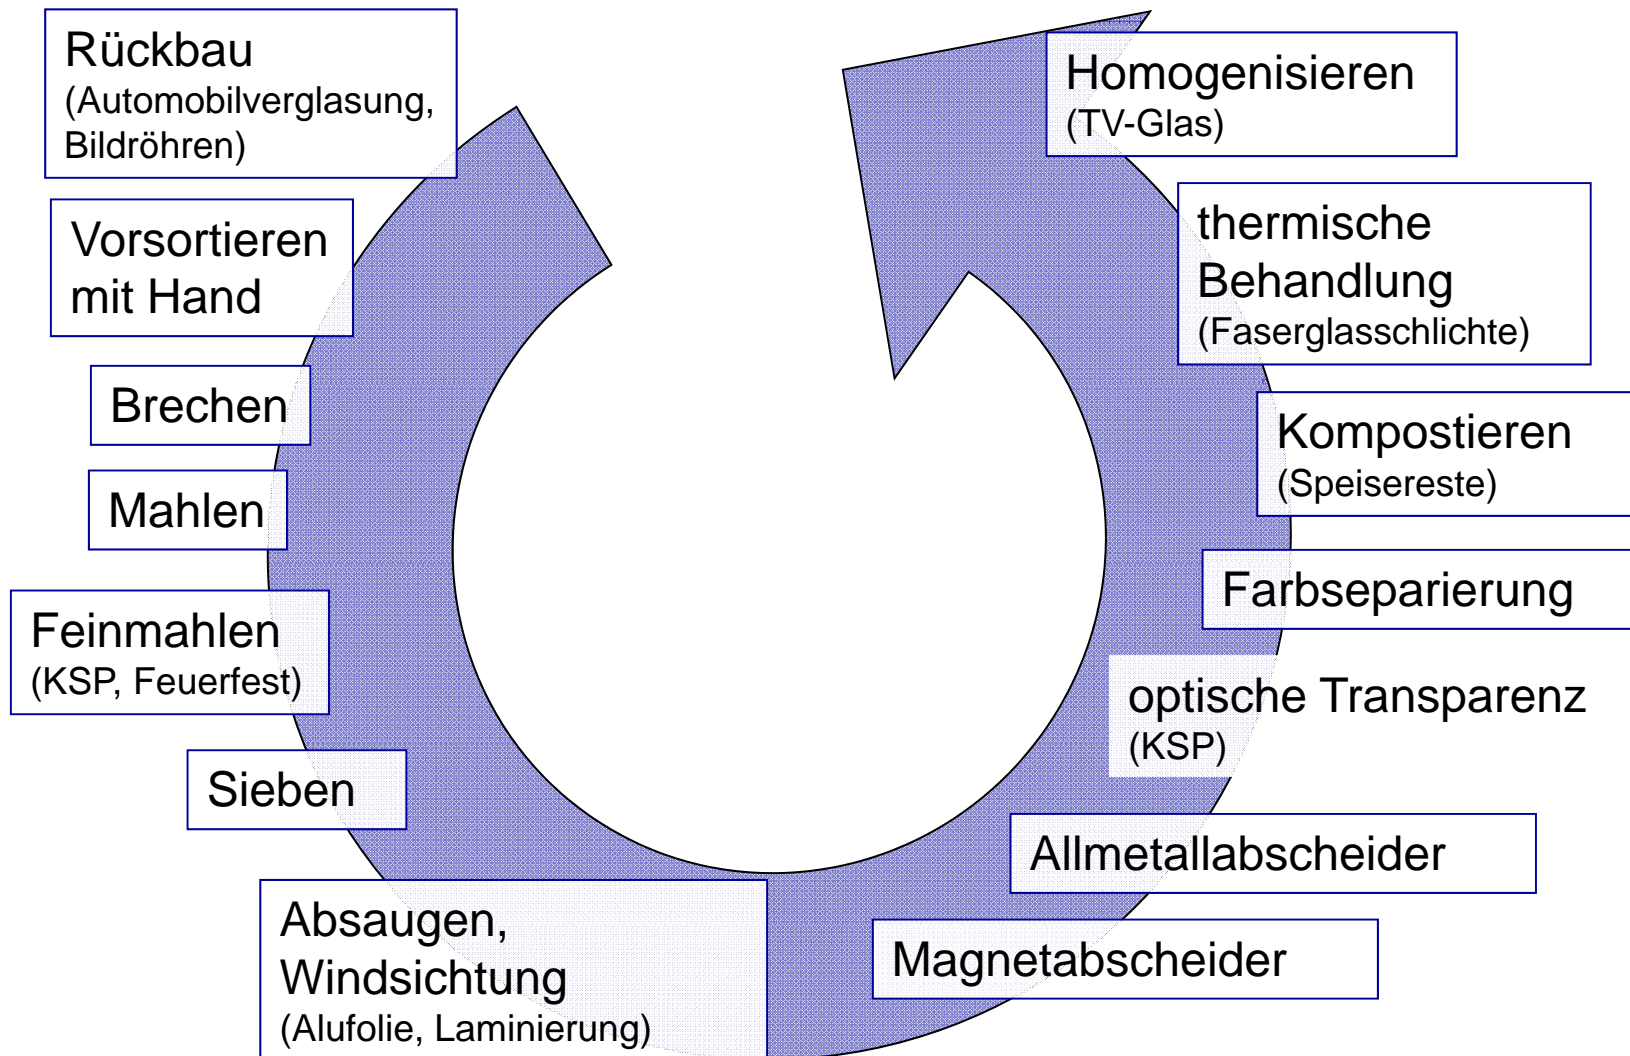 Rückbau
(Automobilverglasung,
Bildröhren)
Vorsortieren
mit Hand
Brechen
Mahlen
Feinmahlen
(KSP, Feuerfest)
Sieben
Absaugen,
Windsichtung
(Alufolie, Laminierung)
Magnetabscheider
Allmetallabscheider
optische Transparenz
(KSP)
Farbseparierung
Kompostieren
(Speisereste)
thermische
Behandlung
(Faserglasschlichte)
Homogenisieren
(TV-Glas)